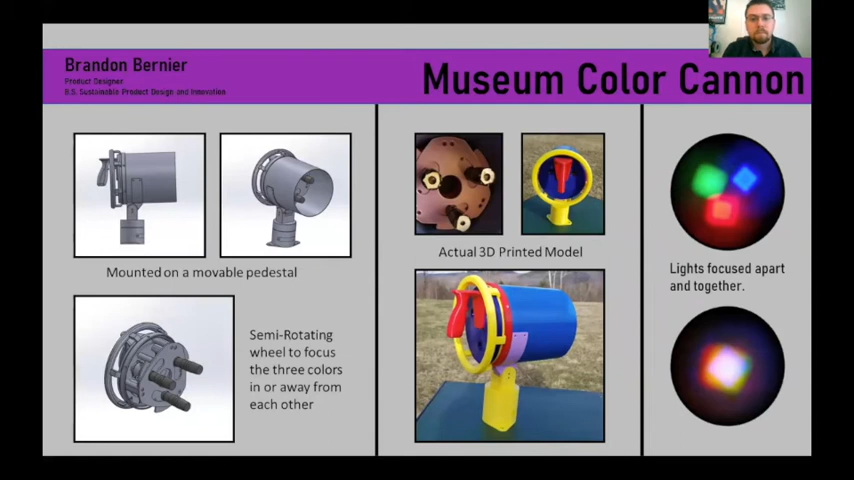 Brandon Bernier
Product Designer
B.S. Sustainable Product Design and Innovation
Museum Color Cannon
Mounted on a movable pedestal
Semi-Rotating
wheel to focus
the three colors
in or away from
each other
Actual 3D Printed Model
Lights focused apart
and together.